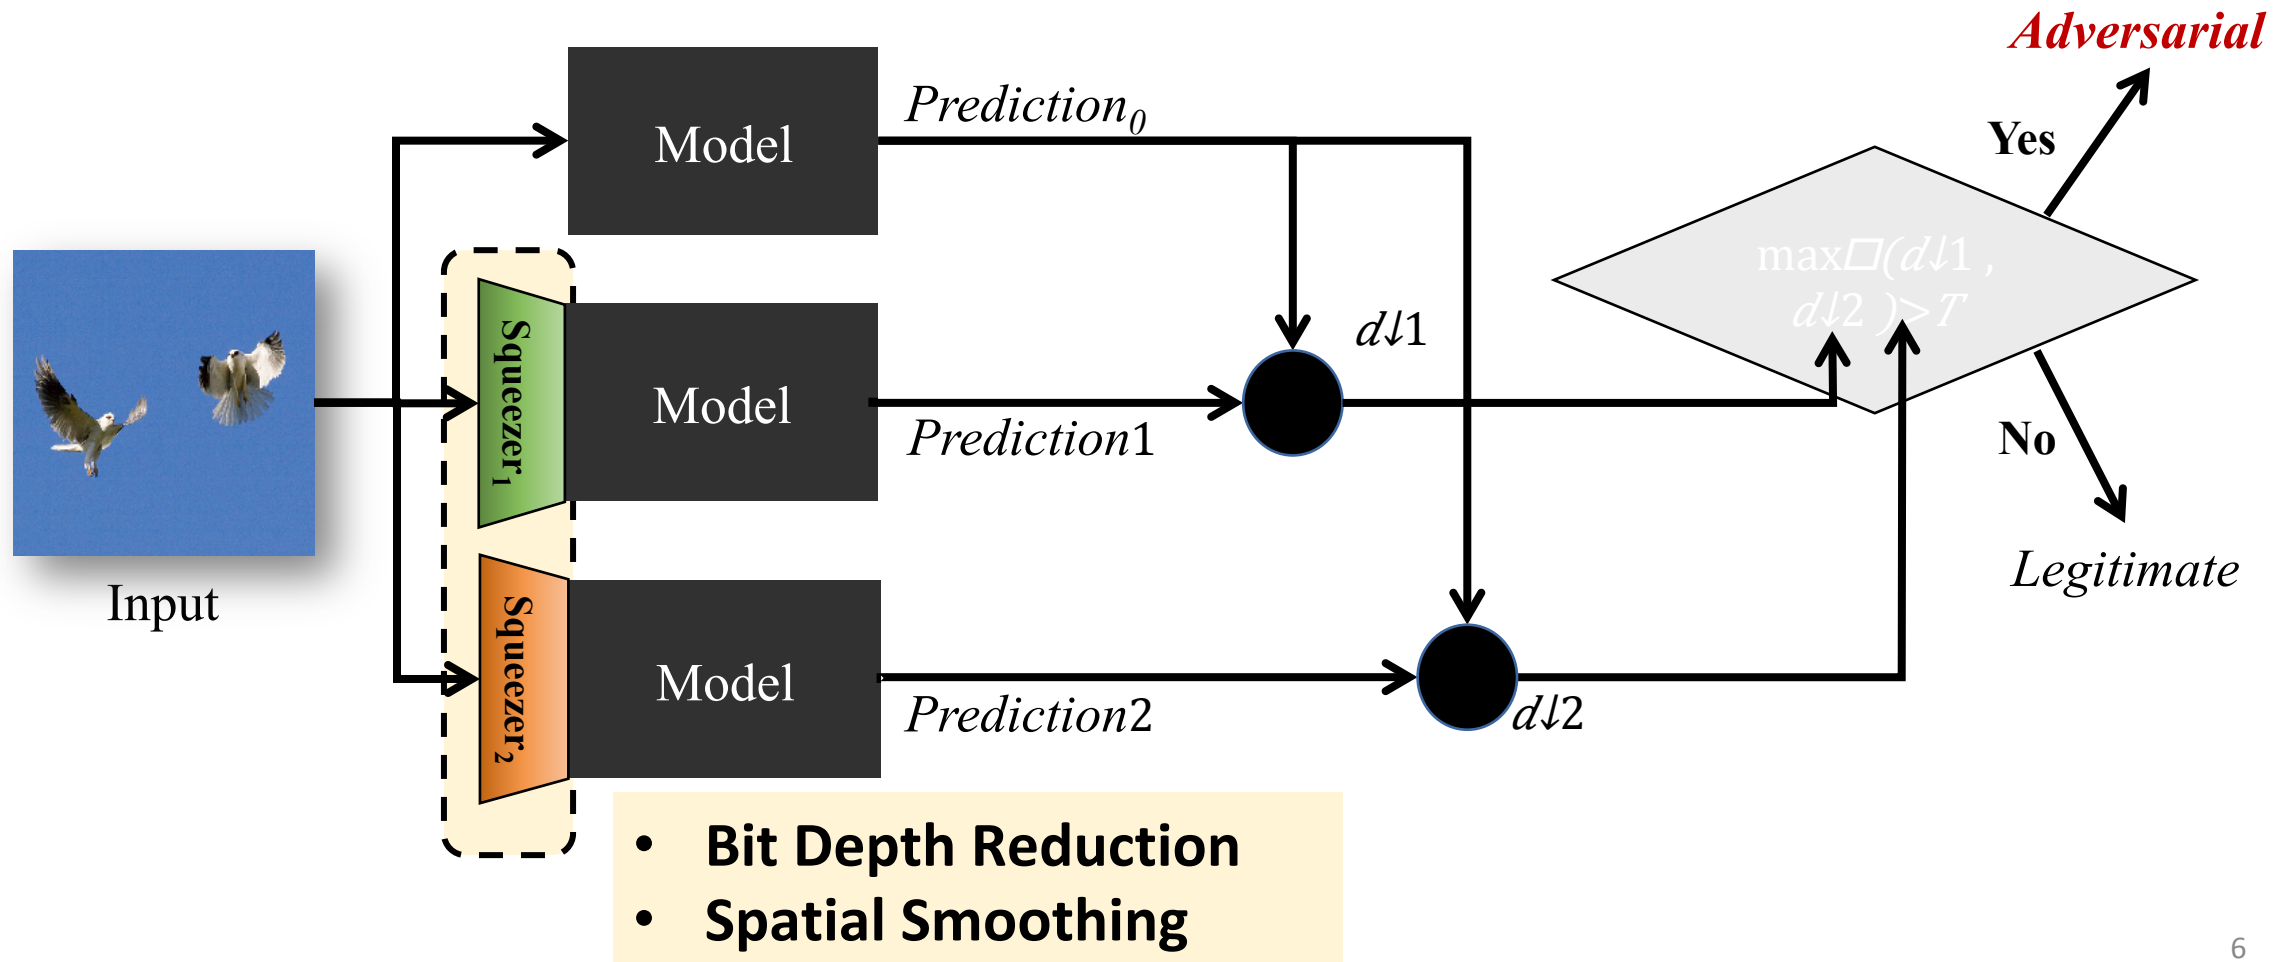 Adversarial
Model
Prediction₀
Yes
max□(d↓1 ,
d↓2 )>T
Squeezer₁
Model
d↓1
Prediction1
No
Input
Legitimate
Squeezer₂
Model
Prediction2
d↓2
• Bit Depth Reduction
• Spatial Smoothing
6